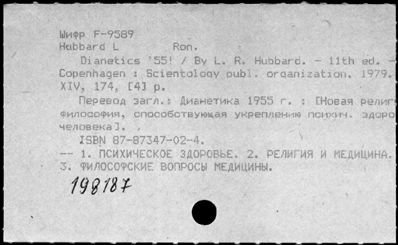 Шифр F-9589
Hubbard L Ron.
Dianetics '55! / By L. R. Hubbard. - 11th ed. -
Copenhagen : Scientology publ. organization, 1979.
XIV, 174, [4] p.
Перевод загл.: Дианетика 1955 г. : [Новая религ
философия, способствующая укреплению психич. здоро
человека].
ISBN 87-87347-02-4.
-- 1. ПСИХИЧЕСКОЕ ЗДОРОВЬЕ. 2. РЕЛИГИЯ И МЕДИЦИНА.
3. ФИЛОСОФСКИЕ ВОПРОСЫ МЕДИЦИНЫ.
198187